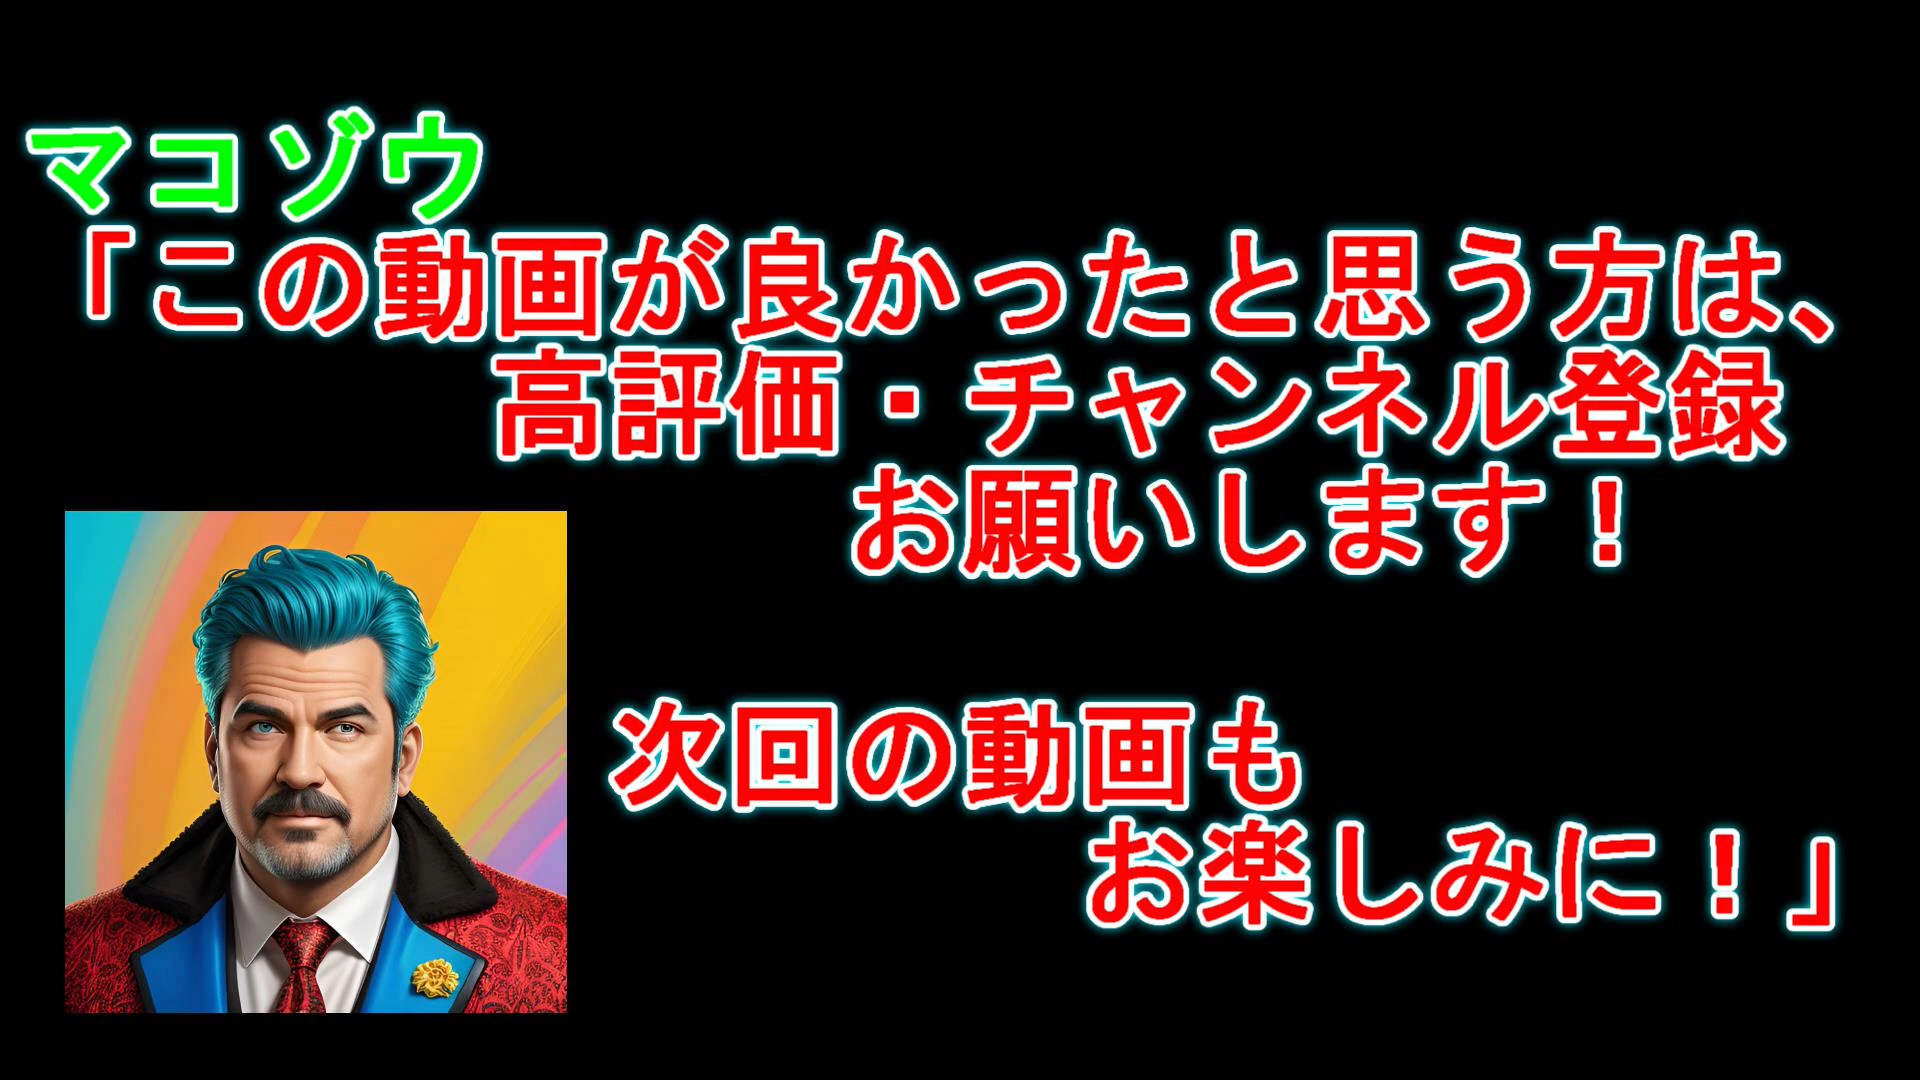 マコゾウ
「この動画が良かったと思う方は、
高評価・チャンネル登録
お願いします！
次回の動画も
お楽しみに！」